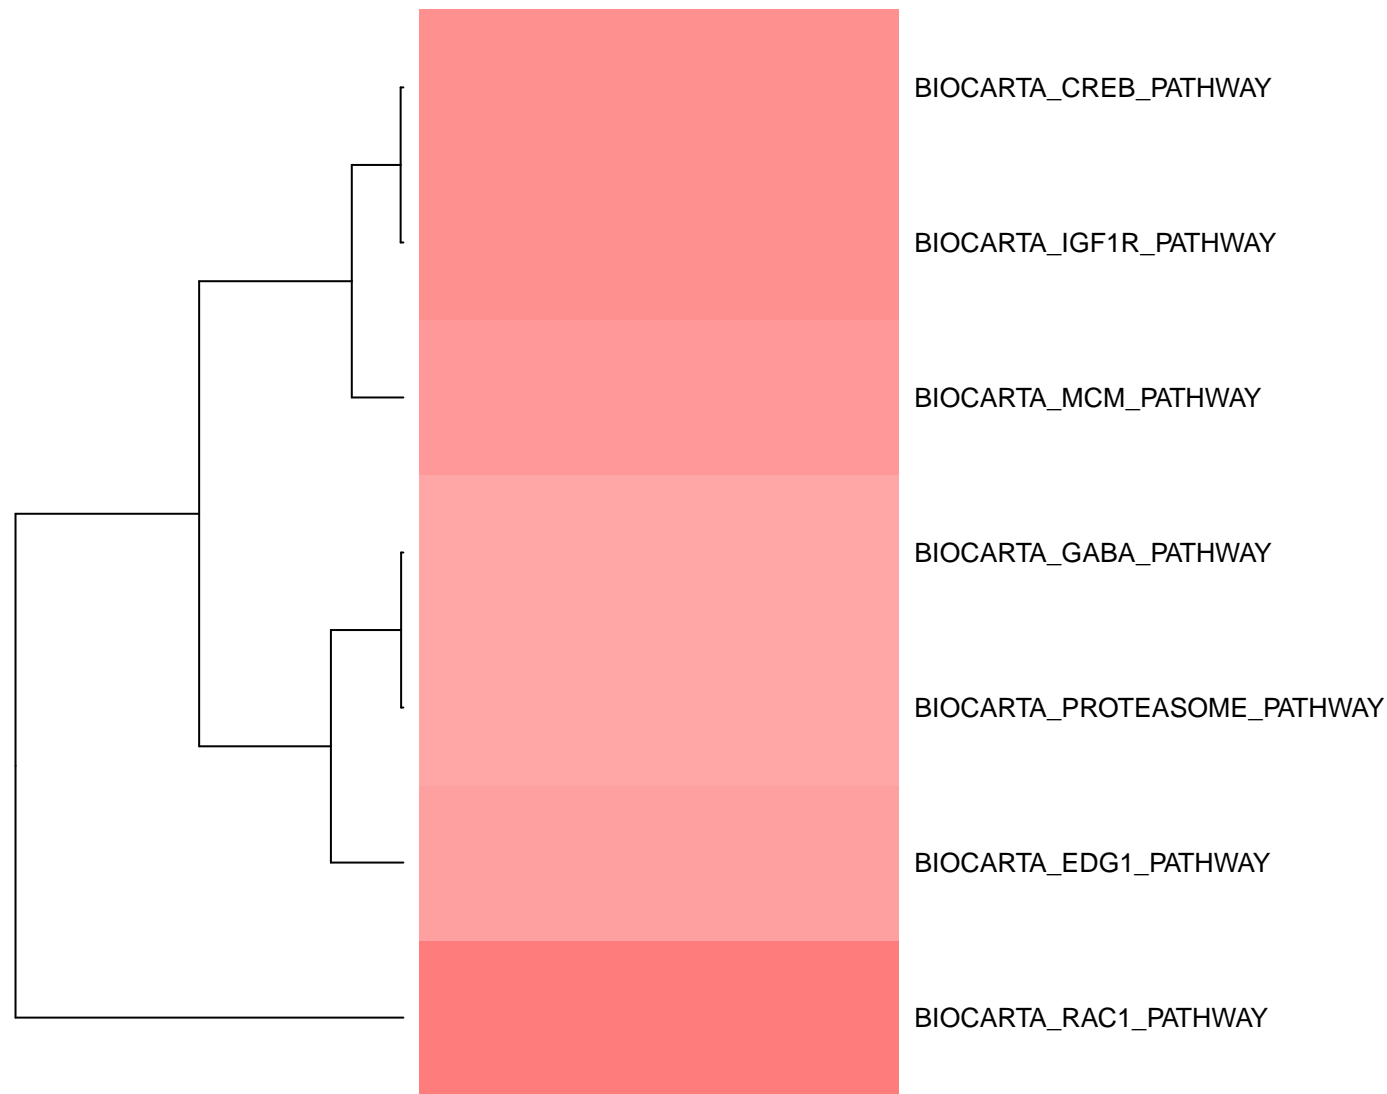 BIOCARTA_CREB_PATHWAY
BIOCARTA_IGF1R_PATHWAY
BIOCARTA_MCM_PATHWAY
BIOCARTA_GABA_PATHWAY
BIOCARTA_PROTEASOME_PATHWAY
BIOCARTA_EDG1_PATHWAY
BIOCARTA_RAC1_PATHWAY